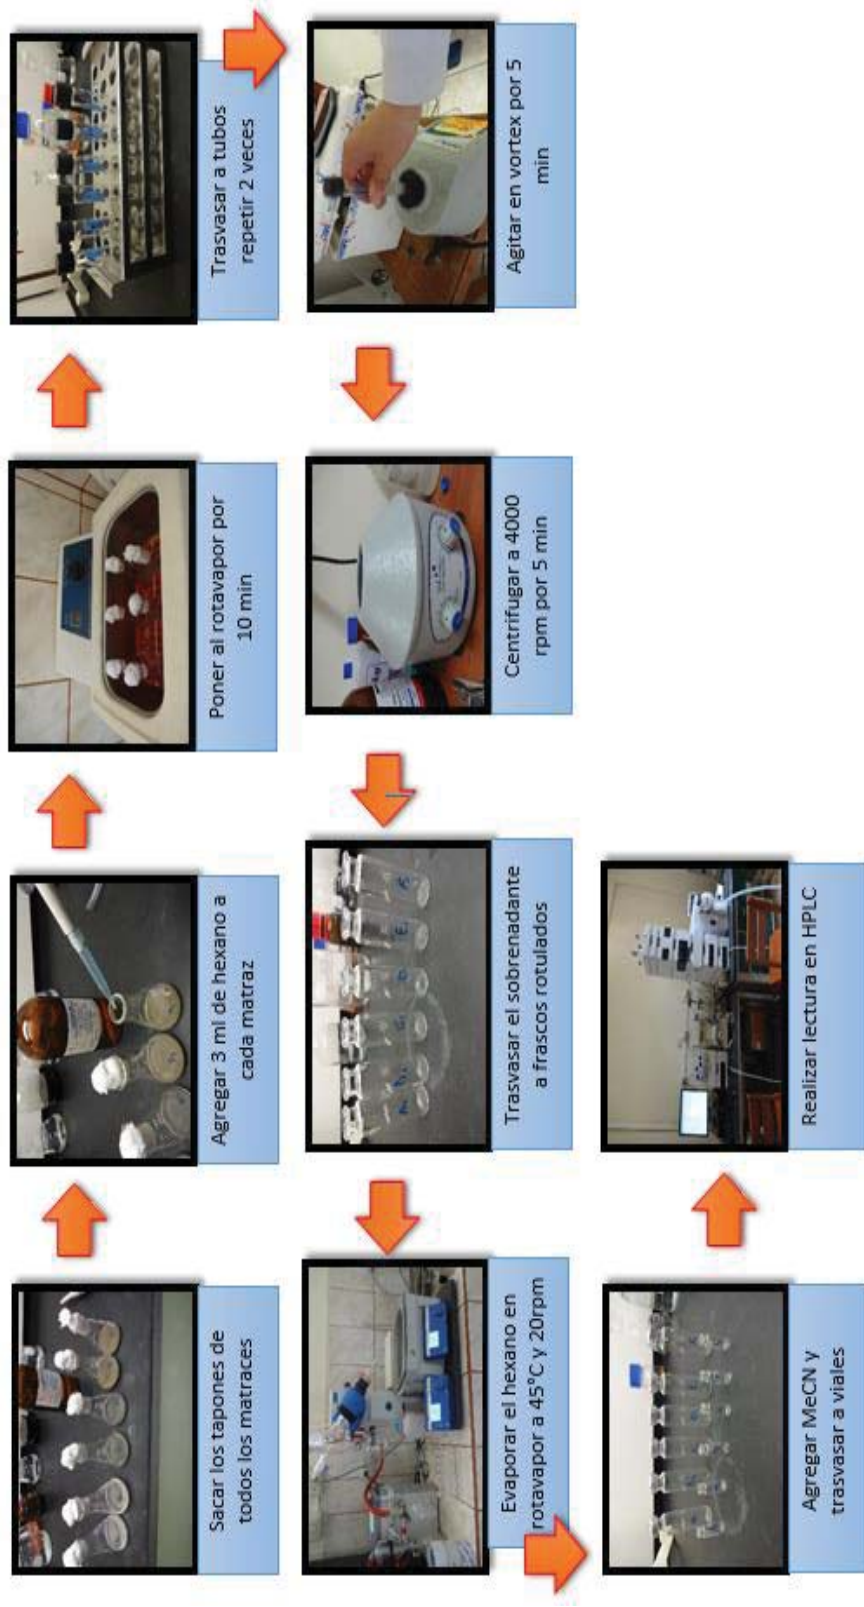 Sacar los tapones de
todos los matraces
Agregar 3 ml de hexano a
cada matraz
Poner al rotavapor por
10 min
Trasvasar a tubos
repetir 2 veces
Agitar en vortex por 5
min
Centrifugar a 4000
rpm por 5 min
Trasvasar el sobrenadante
a frascos rotulados
Evaporar el hexano en
rotavapor a 45°C y 20rpm
Agregar MeCN y
trasvasar a viales
Realizar lectura en HPLC